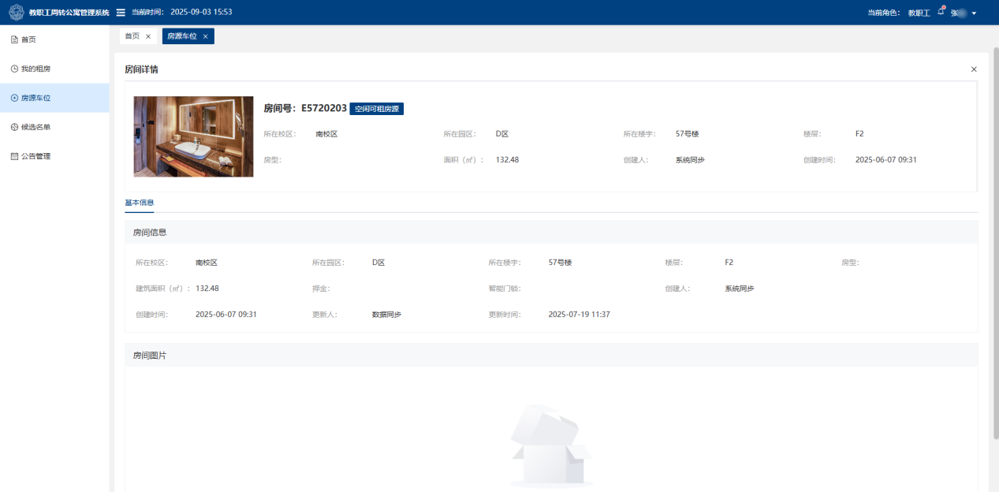 教职工周转公寓管理系统 当前时间： 2025-09-03 15:53 当前角色： 教职工 张
首页
我的租房
房源车位
候选名单
公告管理
首页 × 房源车位 ×
房间详情
房间号：E5720203 空闲可租房源
所在校区： 南校区 所在园区： D区 所在楼宇： 57号楼 楼层： F2
房型： 面积（㎡）： 132.48 创建人： 系统同步 创建时间： 2025-06-07 09:31
基本信息
房间信息
所在校区： 南校区 所在园区： D区 所在楼宇： 57号楼 楼层： F2 房型：
建筑面积（㎡）： 132.48 押金： 智能门锁： 创建人： 系统同步
创建时间： 2025-06-07 09:31 更新人： 数据同步 更新时间： 2025-07-19 11:37
房间图片